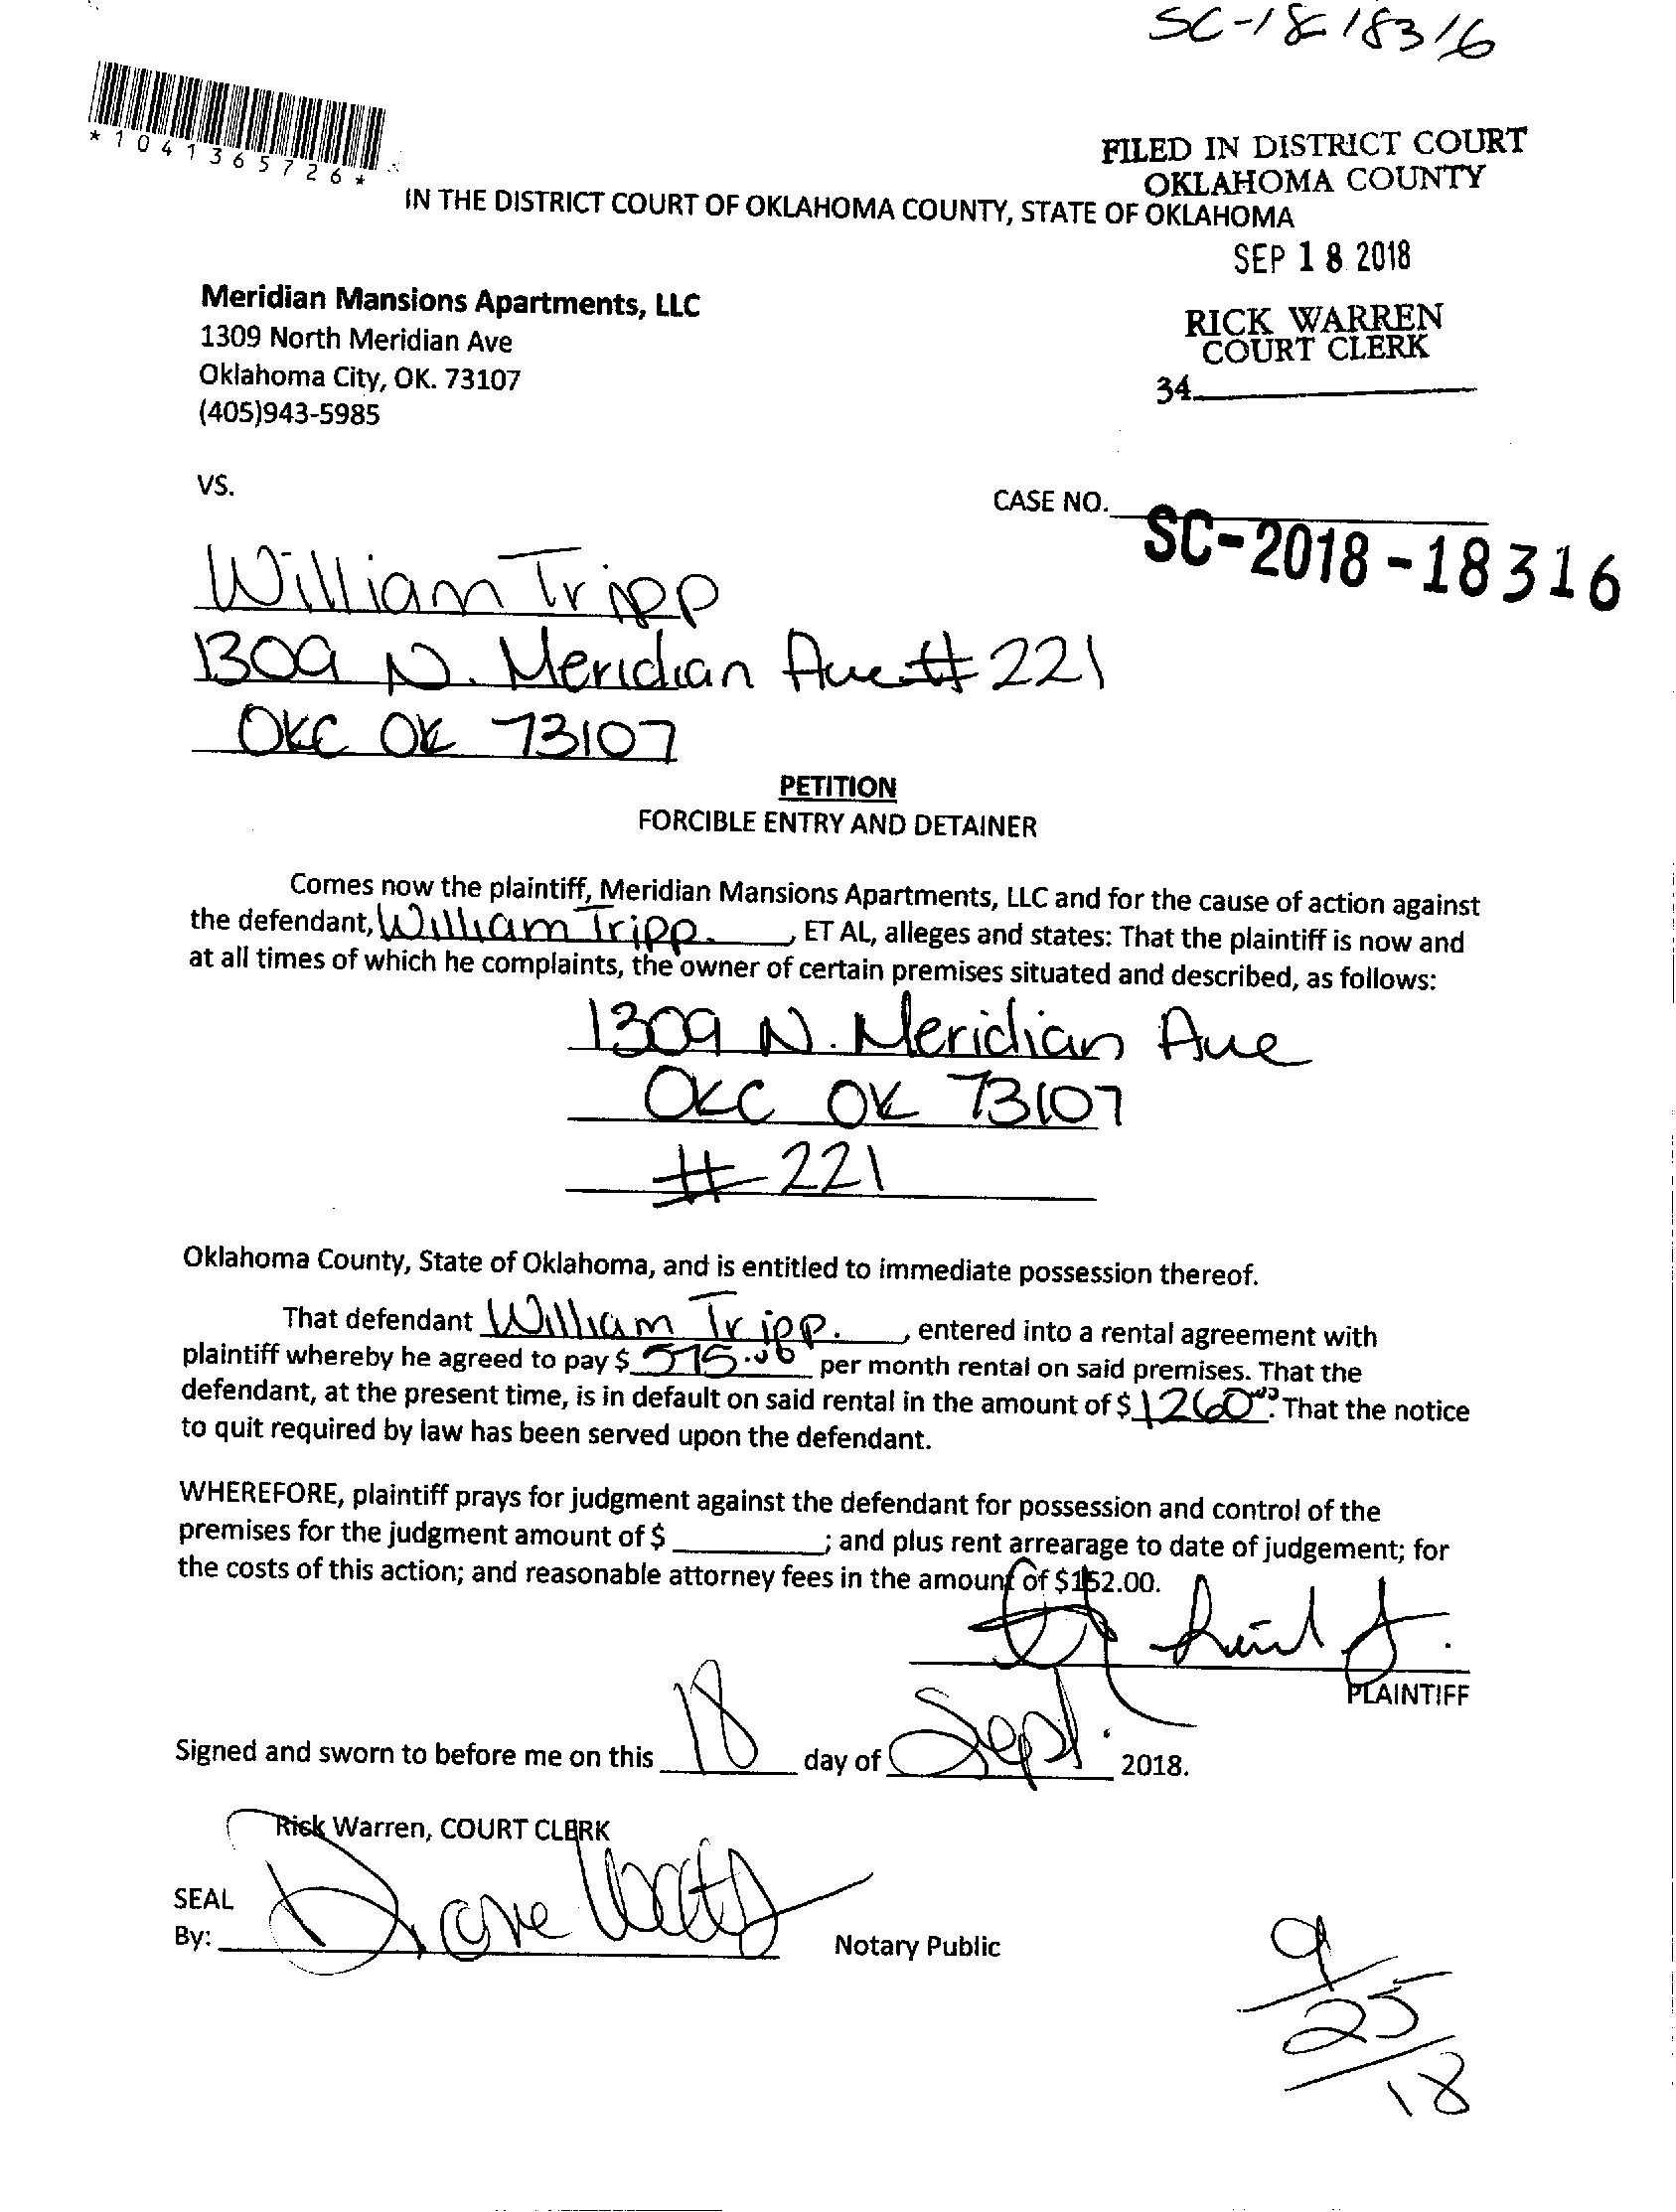 SC-18-18316
*1041365726*
FILED IN DISTRICT COURT
OKLAHOMA COUNTY
IN THE DISTRICT COURT OF OKLAHOMA COUNTY, STATE OF OKLAHOMA
SEP 18 2018
Meridian Mansions Apartments, LLC
1309 North Meridian Ave
Oklahoma City, OK. 73107
(405)943-5985
RICK WARREN
COURT CLERK
34
VS.
CASE NO.
SC-2018-18316
William Tripp
1309 N. Meridian Ave # 221
OKC OK 73107
PETITION
FORCIBLE ENTRY AND DETAINER
Comes now the plaintiff, Meridian Mansions Apartments, LLC and for the cause of action against
the defendant, William Tripp. , ET AL, alleges and states: That the plaintiff is now and
at all times of which he complaints, the owner of certain premises situated and described, as follows:
1309 N. Meridian Ave
OKC OK 73107
# 221
Oklahoma County, State of Oklahoma, and is entitled to immediate possession thereof.
That defendant William Tripp. , entered into a rental agreement with
plaintiff whereby he agreed to pay $ 575.00 per month rental on said premises. That the
defendant, at the present time, is in default on said rental in the amount of $ 1260.00. That the notice
to quit required by law has been served upon the defendant.
WHEREFORE, plaintiff prays for judgment against the defendant for possession and control of the
premises for the judgment amount of $ ; and plus rent arrearage to date of judgement; for
the costs of this action; and reasonable attorney fees in the amount of $152.00.
PLAINTIFF
Signed and sworn to before me on this 18 day of Sept. 2018.
Rick Warren, COURT CLERK
SEAL
By: Notary Public
9/25/18